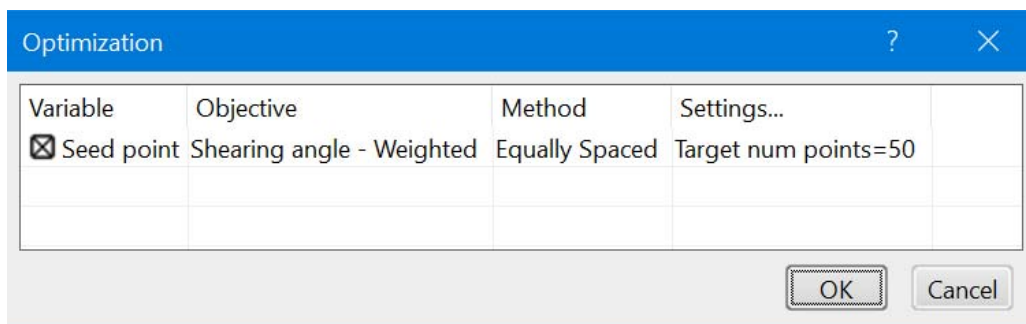 Optimization ?
Variable Objective Method Settings...
Seed point Shearing angle - Weighted Equally Spaced Target num points=50
OK Cancel